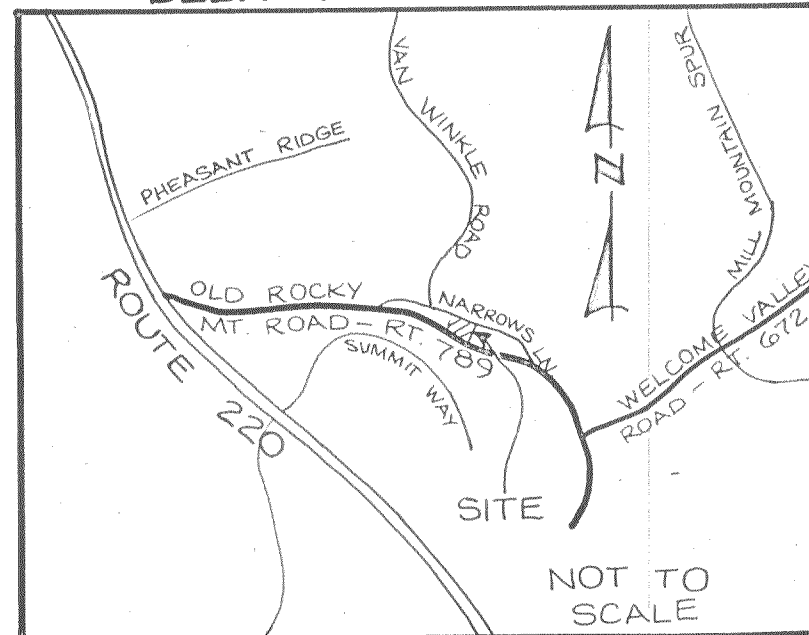 VAN WINKLE ROAD
MILL MOUNTAIN SPUR
PHEASANT RIDGE
N
ROUTE 220
OLD ROCKY
MT. ROAD - RT. 789
NARROWS LN
SUMMIT WAY
WELCOME VALLEY
ROAD - RT. 672
SITE
NOT TO
SCALE